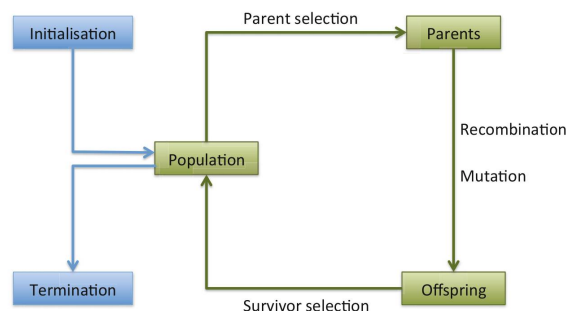 Parent selection
Initialisation
Parents
Recombination
Population
Mutation
Termination
Offspring
Survivor selection